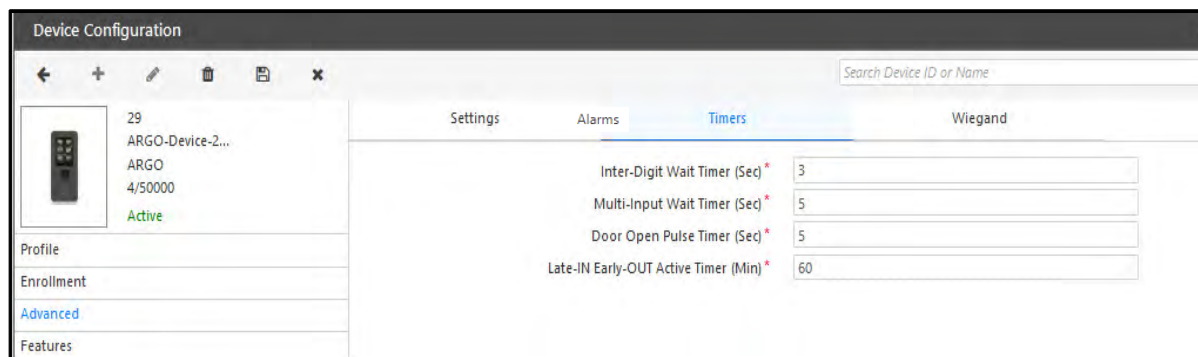 Device Configuration
Search Device ID or Name
29
ARGO-Device-2...
ARGO
4/50000
Active
Profile
Enrollment
Advanced
Features
Settings Alarms Timers Wiegand
Inter-Digit Wait Timer (Sec) * 3
Multi-Input Wait Timer (Sec) * 5
Door Open Pulse Timer (Sec) * 5
Late-IN Early-OUT Active Timer (Min) * 60